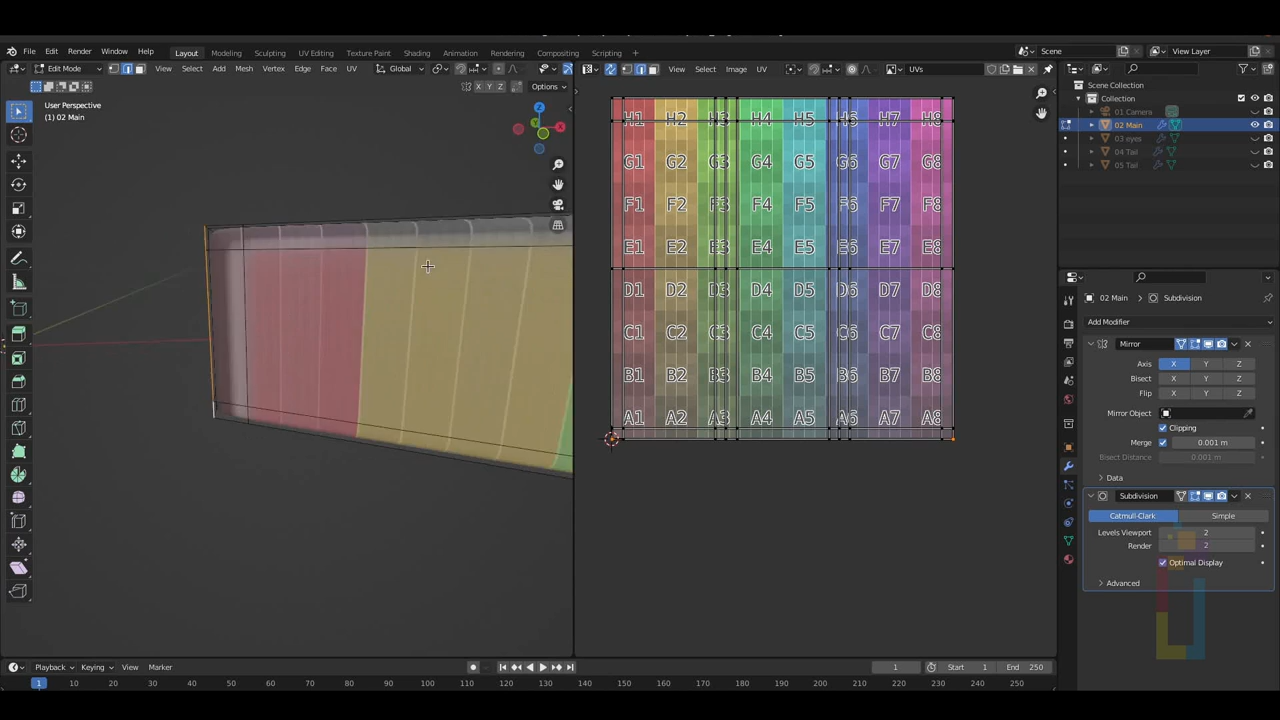 File Edit Render Window Help Layout Modeling Sculpting UV Editing Texture Paint Shading Animation Rendering Compositing Scripting + Scene View Layer
Edit Mode View Select Add Mesh Vertex Edge Face UV Global View Select Image UV UVs
X Y Z Options
User Perspective
(1) 02 Main
Scene Collection
Collection
01 Camera
02 Main
03 eyes
04 Tail
05 Tail
H1 H2 H3 H4 H5 H6 H7 H8
G1 G2 G3 G4 G5 G6 G7 G8
F1 F2 F3 F4 F5 F6 F7 F8
E1 E2 E3 E4 E5 E6 E7 E8
D1 D2 D3 D4 D5 D6 D7 D8
C1 C2 C3 C4 C5 C6 C7 C8
B1 B2 B3 B4 B5 B6 B7 B8
A1 A2 A3 A4 A5 A6 A7 A8
02 Main Subdivision
Add Modifier
Mirror
Axis X Y Z
Bisect X Y Z
Flip X Y Z
Mirror Object
Clipping
Merge 0.001 m
Bisect Distance 0.001 m
Data
Subdivision
Catmull-Clark Simple
Levels Viewport 2
Render 2
Optimal Display
Advanced
Playback Keying View Marker 1 Start 1 End 250
1 10 20 30 40 50 60 70 80 90 100 110 120 130 140 150 160 170 180 190 200 210 220 230 240 250